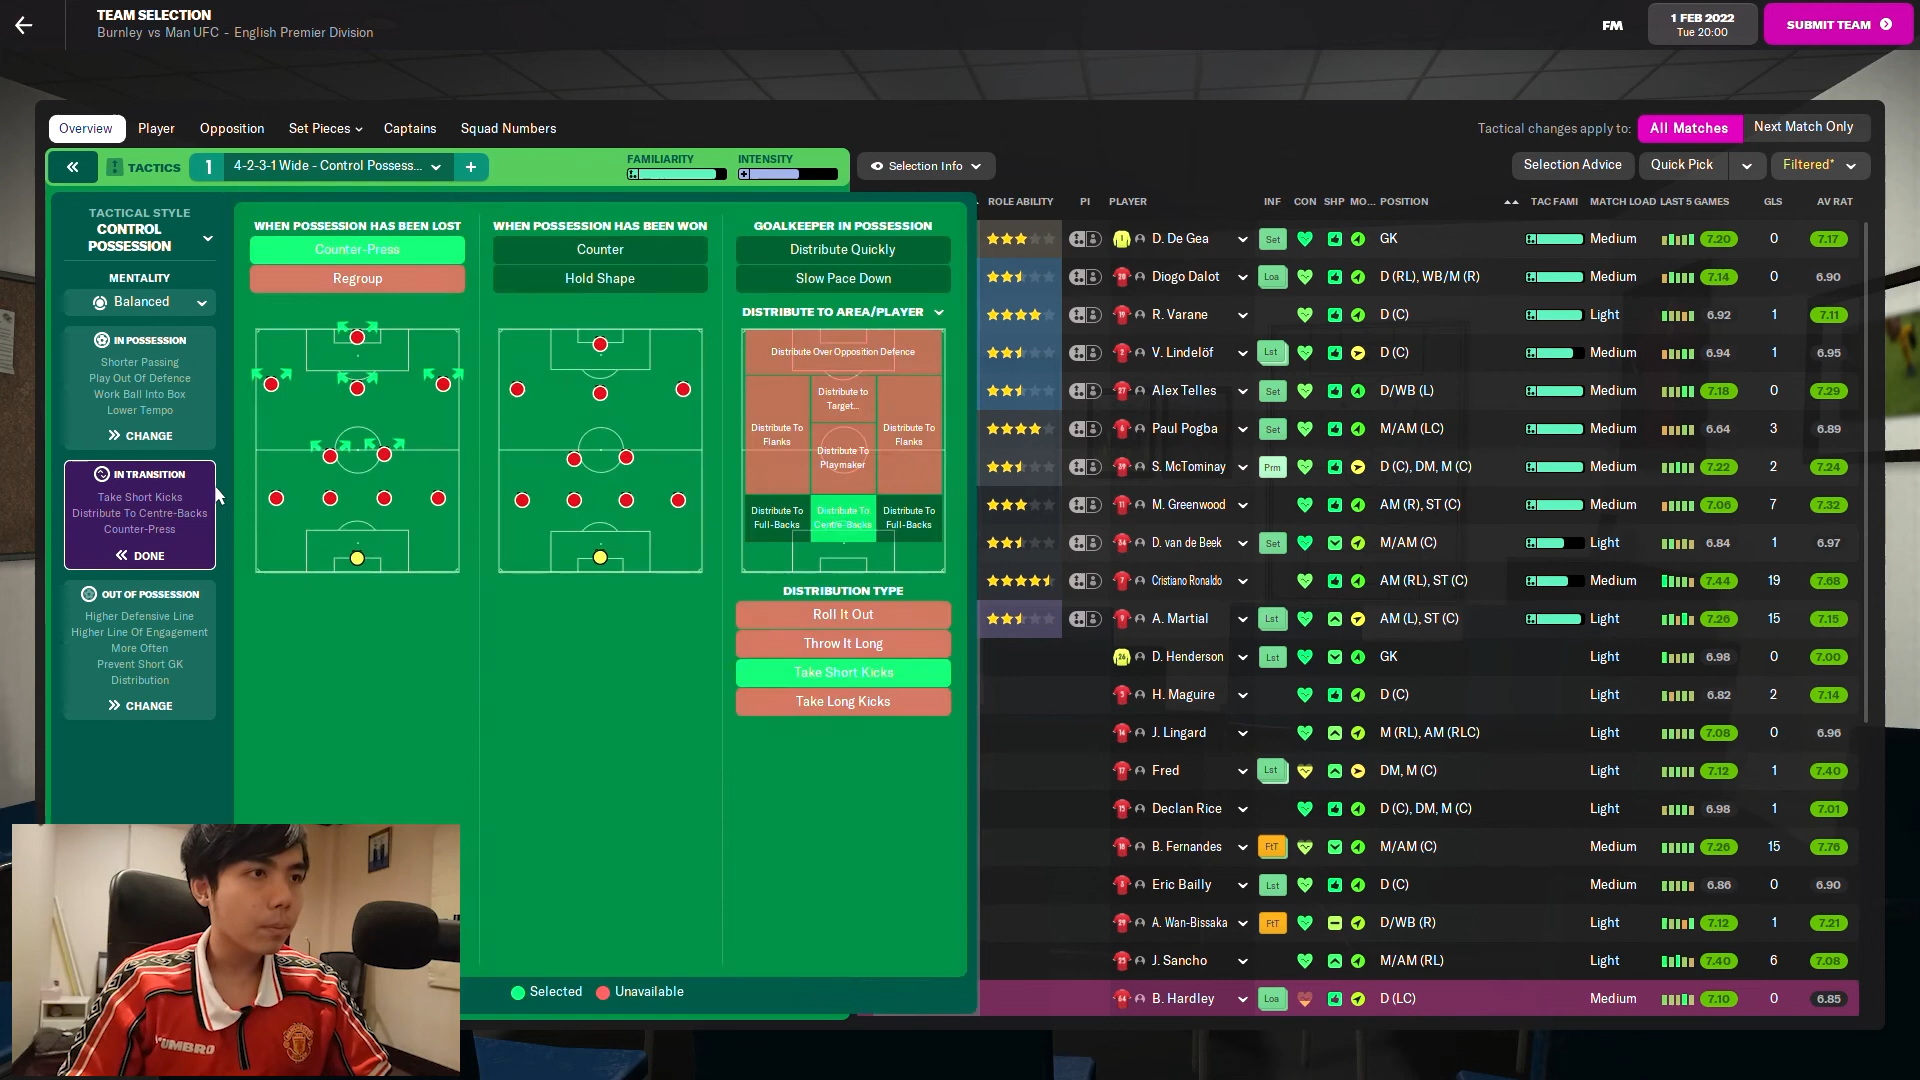 TEAM SELECTION
Burnley vs Man UFC - English Premier Division
FM
1 FEB 2022
Tue 20:00
SUBMIT TEAM
Overview Player Opposition Set Pieces Captains Squad Numbers
Tactical changes apply to: All Matches Next Match Only
TACTICS 1 4-2-3-1 Wide - Control Possess... +
FAMILIARITY INTENSITY
Selection Info
Selection Advice Quick Pick Filtered*
TACTICAL STYLE
CONTROL
POSSESSION
MENTALITY
Balanced
IN POSSESSION
Shorter Passing
Play Out Of Defence
Work Ball Into Box
Lower Tempo
CHANGE
IN TRANSITION
Take Short Kicks
Distribute To Centre-Backs
Counter-Press
DONE
OUT OF POSSESSION
Higher Defensive Line
Higher Line Of Engagement
More Often
Prevent Short GK
Distribution
CHANGE
WHEN POSSESSION HAS BEEN LOST
Counter-Press
Regroup
WHEN POSSESSION HAS BEEN WON
Counter
Hold Shape
GOALKEEPER IN POSSESSION
Distribute Quickly
Slow Pace Down
DISTRIBUTE TO AREA/PLAYER
Distribute Over Opposition Defence
Distribute to
Target...
Distribute To
Flanks
Distribute To
Playmaker
Distribute To
Flanks
Distribute To
Full-Backs
Distribute To
Centre-Backs
Distribute To
Full-Backs
DISTRIBUTION TYPE
Roll It Out
Throw It Long
Take Short Kicks
Take Long Kicks
Selected Unavailable
ROLE ABILITY PI PLAYER INF CON SHP MO... POSITION TAC FAMI MATCH LOAD LAST 5 GAMES GLS AV RAT
1 D. De Gea Set GK Medium 7.20 0 7.17
20 Diogo Dalot Loa D (RL), WB/M (R) Medium 7.14 0 6.90
19 R. Varane D (C) Light 6.92 1 7.11
2 V. Lindelöf Lst D (C) Medium 6.94 1 6.95
27 Alex Telles Set D/WB (L) Medium 7.18 0 7.29
6 Paul Pogba Set M/AM (LC) Medium 6.64 3 6.89
39 S. McTominay Prm D (C), DM, M (C) Medium 7.22 2 7.24
11 M. Greenwood AM (R), ST (C) Medium 7.06 7 7.32
34 D. van de Beek Set M/AM (C) Light 6.84 1 6.97
7 Cristiano Ronaldo AM (RL), ST (C) Medium 7.44 19 7.68
9 A. Martial Lst AM (L), ST (C) Light 7.26 15 7.15
26 D. Henderson Lst GK Light 6.98 0 7.00
5 H. Maguire D (C) Light 6.82 2 7.14
14 J. Lingard M (RL), AM (RLC) Light 7.08 0 6.96
17 Fred Lst DM, M (C) Light 7.12 1 7.40
15 Declan Rice D (C), DM, M (C) Light 6.98 1 7.01
18 B. Fernandes FtT M/AM (C) Medium 7.26 15 7.76
Eric Bailly Lst D (C) Medium 6.86 0 6.90
29 A. Wan-Bissaka FtT D/WB (R) Light 7.12 1 7.21
25 J. Sancho M/AM (RL) Light 7.40 6 7.08
64 B. Hardley Loa D (LC) Medium 7.10 0 6.85
UMBRO